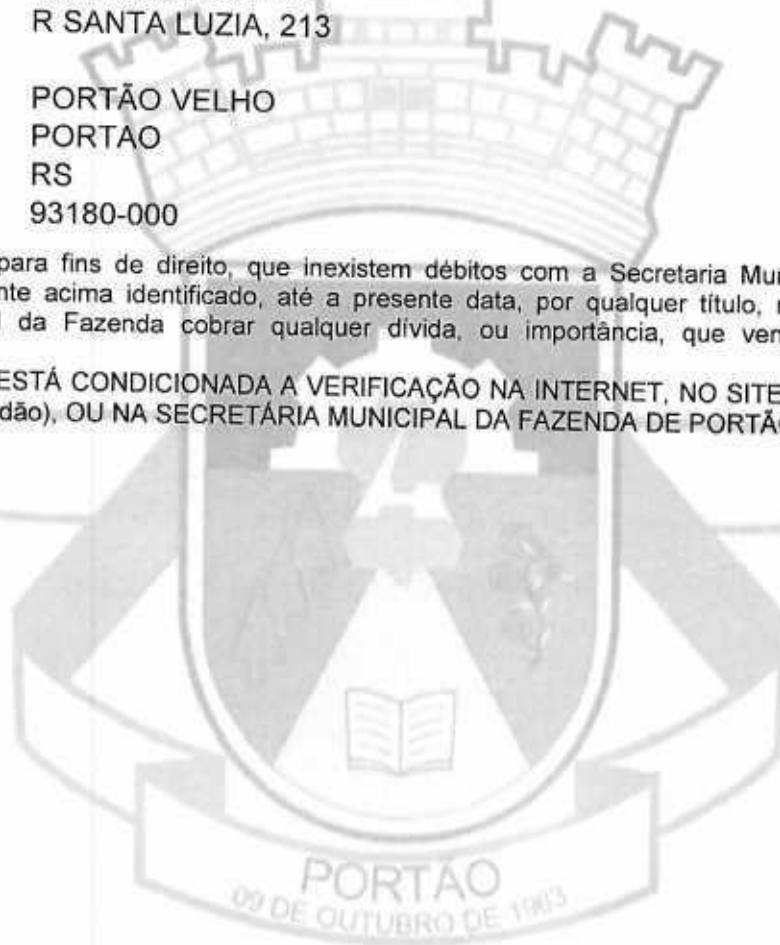 R SANTA LUZIA, 213
PORTÃO VELHO
PORTAO
RS
93180-000
para fins de direito, que inexistem débitos com a Secretaria Mun
nte acima identificado, até a presente data, por qualquer título,
da Fazenda cobrar qualquer dívida, ou importância, que ven
ESTÁ CONDICIONADA A VERIFICAÇÃO NA INTERNET, NO SITE
dão), OU NA SECRETÁRIA MUNICIPAL DA FAZENDA DE PORTÃO
PORTÃO
09 DE OUTUBRO DE 1963